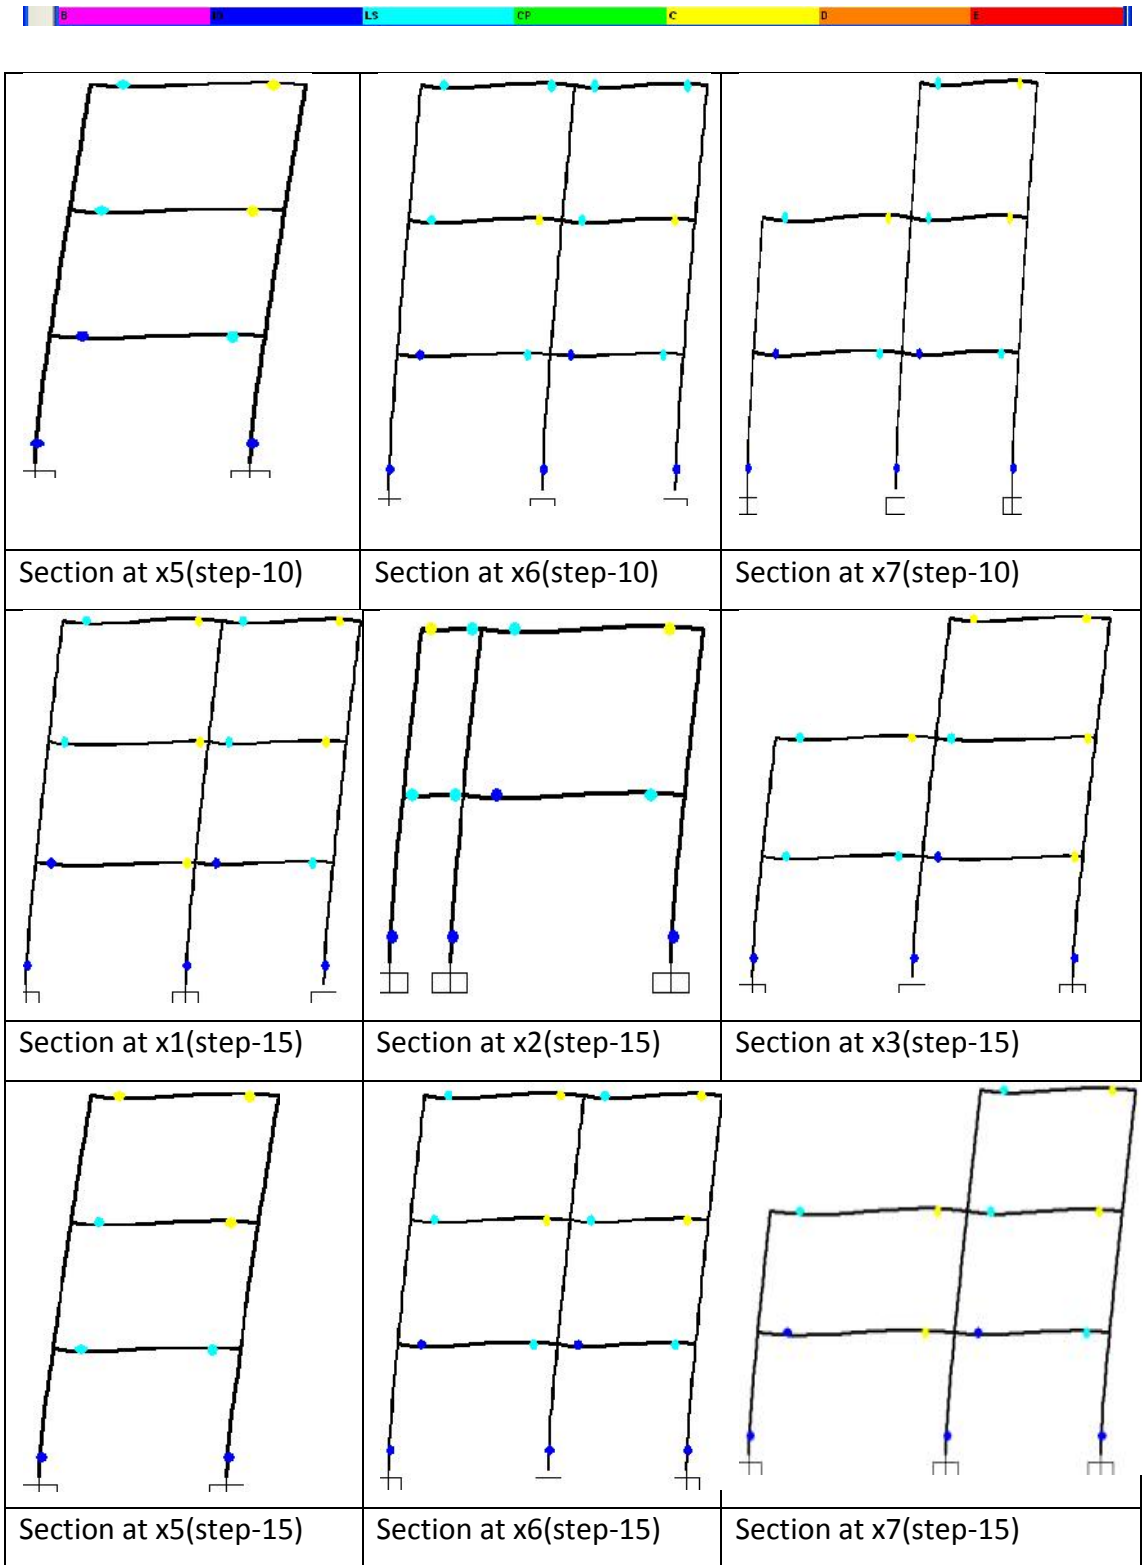 B IO LS CP C D E
Section at x5(step-10) Section at x6(step-10) Section at x7(step-10)
Section at x1(step-15) Section at x2(step-15) Section at x3(step-15)
Section at x5(step-15) Section at x6(step-15) Section at x7(step-15)